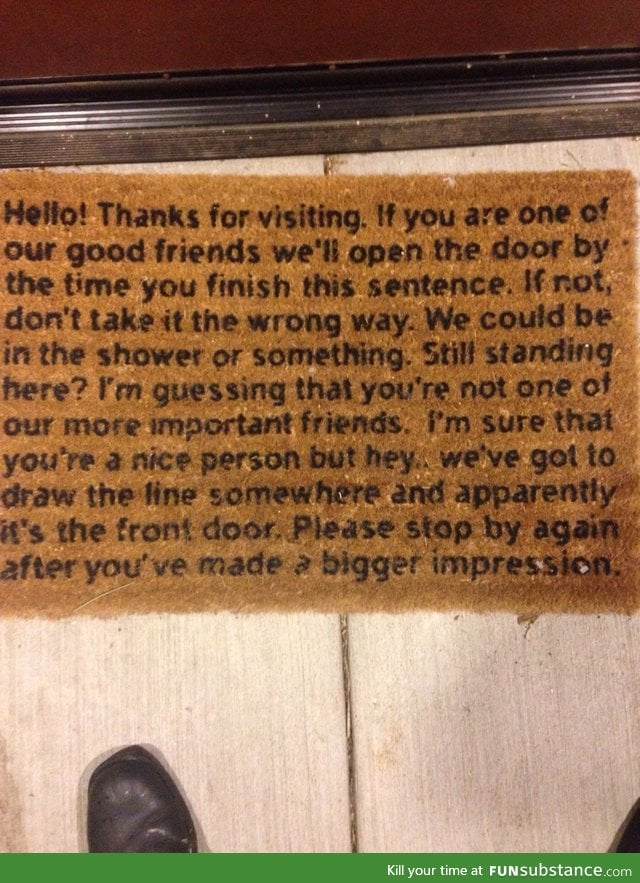 Hello! Thanks for visiting. If you are one of
our good friends we'll open the door by
the time you finish this sentence. If not,
don't take it the wrong way. We could be
in the shower or something. Still standing
here? I'm guessing that you're not one of
our more important friends. I'm sure that
you're a nice person but hey.. we've got to
draw the line somewhere and apparently
it's the front door. Please stop by again
after you've made a bigger impression.
Kill your time at FUNsubstance.com